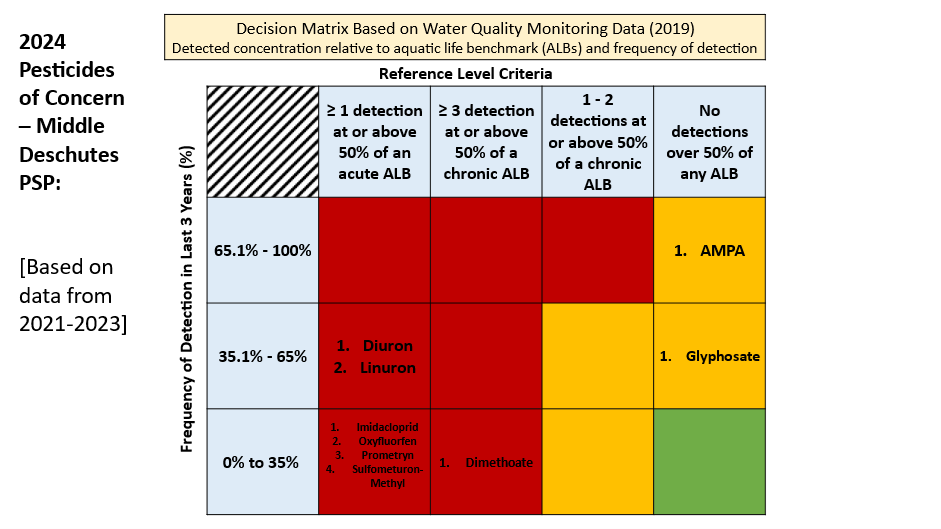 2024
Pesticides
of Concern
– Middle
Deschutes
PSP:
[Based on
data from
2021-2023]
Decision Matrix Based on Water Quality Monitoring Data (2019)
Detected concentration relative to aquatic life benchmark (ALBs) and frequency of detection
Reference Level Criteria
Frequency of Detection in Last 3 Years (%)
≥ 1 detection
at or above
50% of an
acute ALB
≥ 3 detection
at or above
50% of a
chronic ALB
1 - 2
detections at
or above 50%
of a chronic
ALB
No
detections
over 50% of
any ALB
65.1% - 100%
1. AMPA
35.1% - 65%
1. Diuron
2. Linuron
1. Glyphosate
0% to 35%
1. Imidacloprid
2. Oxyfluorfen
3. Prometryn
4. Sulfometuron-
Methyl
1. Dimethoate